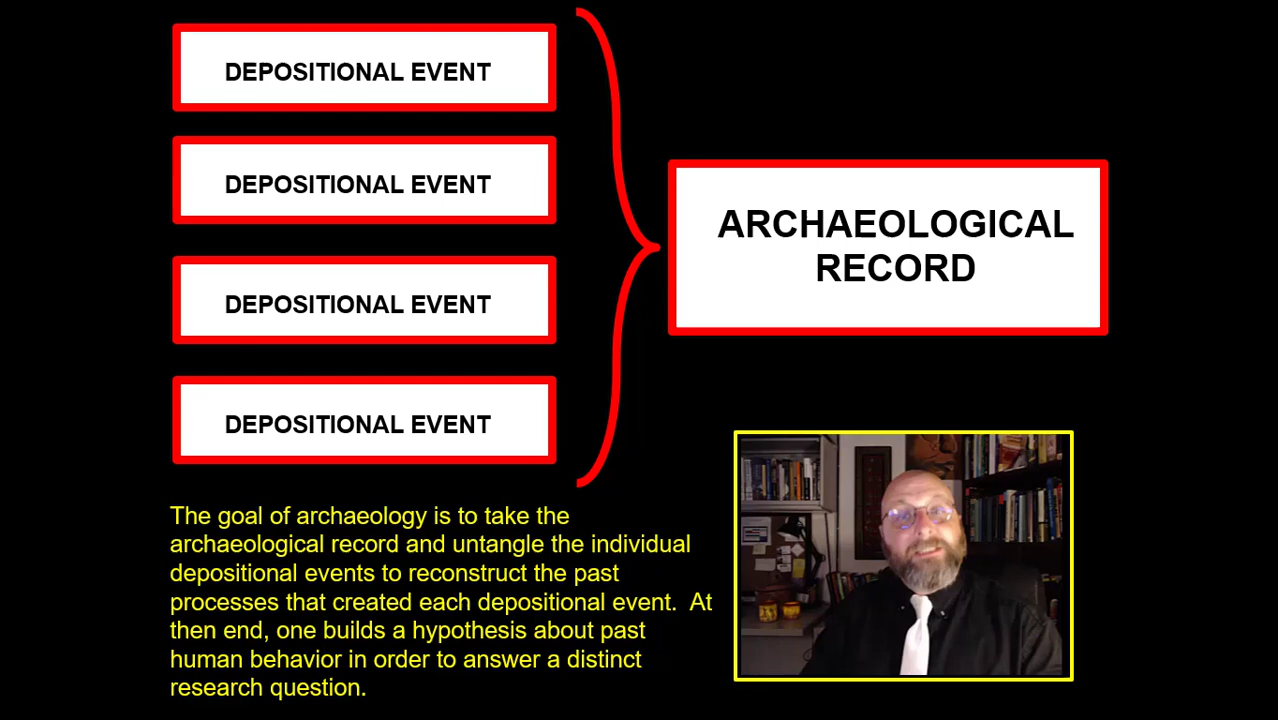 DEPOSITIONAL EVENT
DEPOSITIONAL EVENT
DEPOSITIONAL EVENT
DEPOSITIONAL EVENT
ARCHAEOLOGICAL
RECORD
The goal of archaeology is to take the
archaeological record and untangle the individual
depositional events to reconstruct the past
processes that created each depositional event.  At
then end, one builds a hypothesis about past
human behavior in order to answer a distinct
research question.